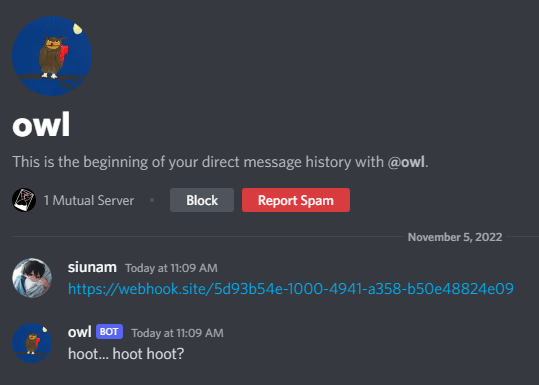 owl
This is the beginning of your direct message history with @owl.
1 Mutual Server • Block Report Spam
November 5, 2022
siunam Today at 11:09 AM
https://webhook.site/5d93b54e-1000-4941-a358-b50e48824e09
owl BOT Today at 11:09 AM
hoot... hoot hoot?